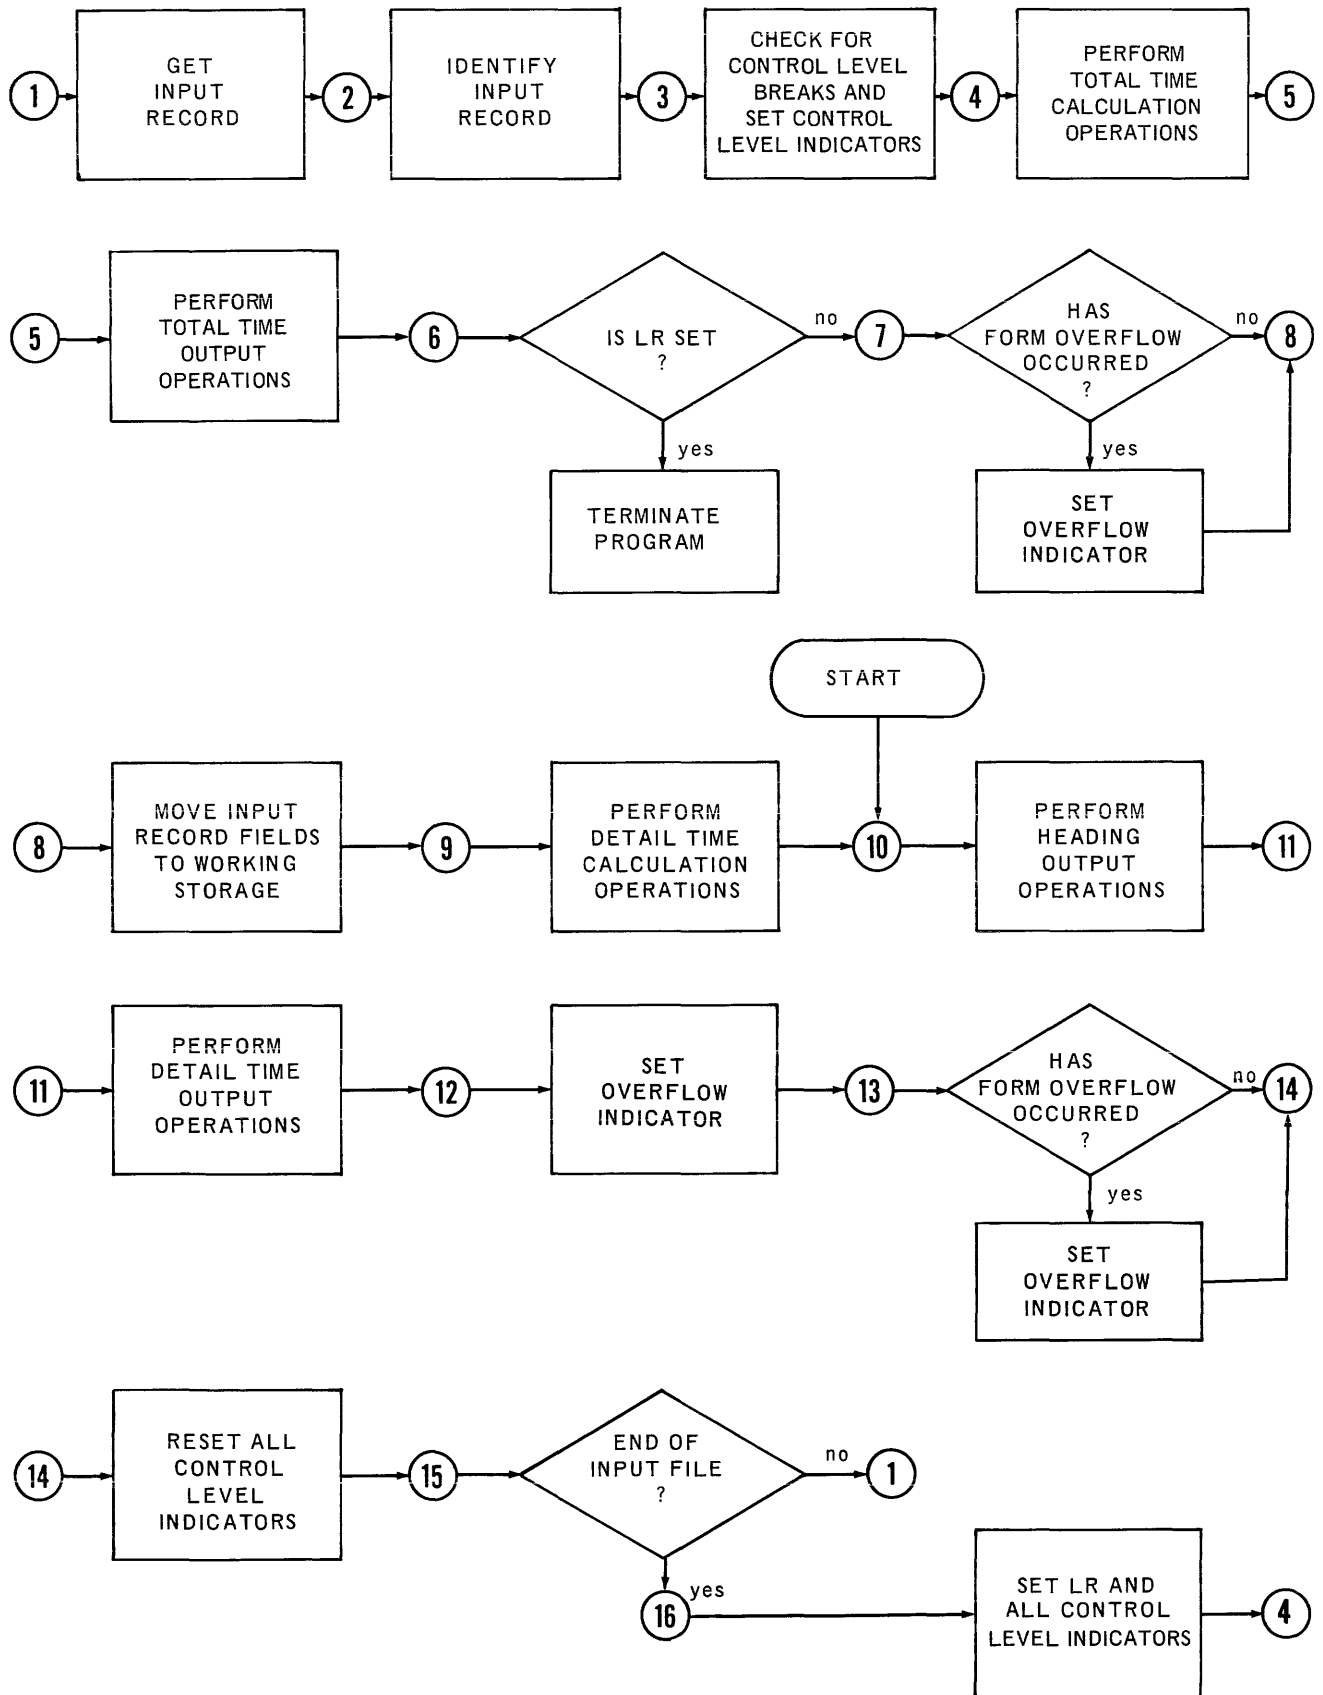 1
GET
INPUT
RECORD
2
IDENTIFY
INPUT
RECORD
3
CHECK FOR
CONTROL LEVEL
BREAKS AND
SET CONTROL
LEVEL INDICATORS
4
PERFORM
TOTAL TIME
CALCULATION
OPERATIONS
5
5
PERFORM
TOTAL TIME
OUTPUT
OPERATIONS
6
IS LR SET
?
no
yes
TERMINATE
PROGRAM
7
HAS
FORM OVERFLOW
OCCURRED
?
no
8
yes
SET
OVERFLOW
INDICATOR
START
8
MOVE INPUT
RECORD FIELDS
TO WORKING
STORAGE
9
PERFORM
DETAIL TIME
CALCULATION
OPERATIONS
10
PERFORM
HEADING
OUTPUT
OPERATIONS
11
11
PERFORM
DETAIL TIME
OUTPUT
OPERATIONS
12
SET
OVERFLOW
INDICATOR
13
HAS
FORM OVERFLOW
OCCURRED
?
no
14
yes
SET
OVERFLOW
INDICATOR
14
RESET ALL
CONTROL
LEVEL
INDICATORS
15
END OF
INPUT FILE
?
no
1
yes
16
SET LR AND
ALL CONTROL
LEVEL INDICATORS
4